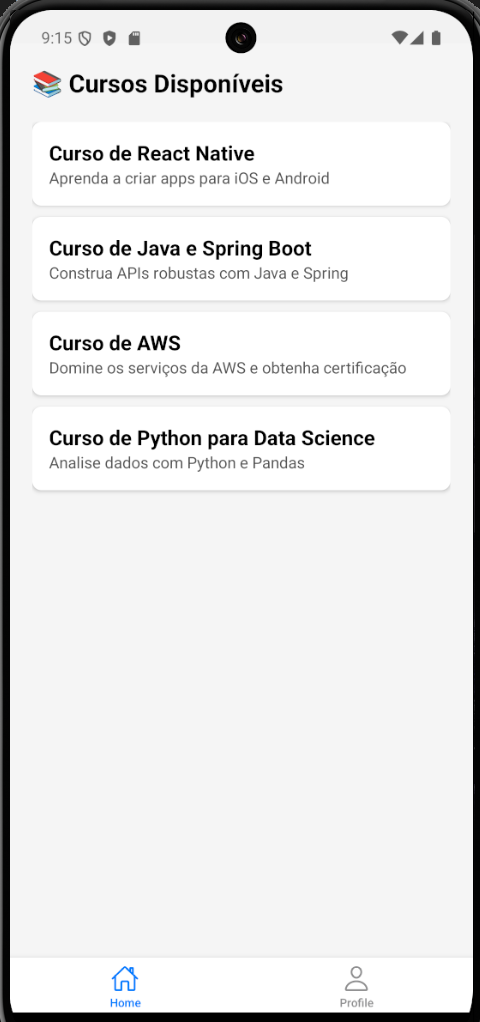 9:15
📚 Cursos Disponíveis
Curso de React Native
Aprenda a criar apps para iOS e Android
Curso de Java e Spring Boot
Construa APIs robustas com Java e Spring
Curso de AWS
Domine os serviços da AWS e obtenha certificação
Curso de Python para Data Science
Analise dados com Python e Pandas
Home
Profile